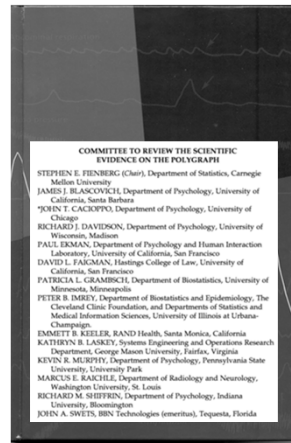 COMMITTEE TO REVIEW THE SCIENTIFIC
EVIDENCE ON THE POLYGRAPH
STEPHEN E. FIENBERG (Chair), Department of Statistics, Carnegie
Mellon University
JAMES J. BLASCOVICH, Department of Psychology, University of
California, Santa Barbara
*JOHN T. CACIOPPO, Department of Psychology, University of
Chicago
RICHARD J. DAVIDSON, Department of Psychology, University of
Wisconsin, Madison
PAUL EKMAN, Department of Psychology and Human Interaction
Laboratory, University of California, San Francisco
DAVID L. FAIGMAN, Hastings College of Law, University of
California, San Francisco
PATRICIA L. GRAMBSCH, Department of Biostatistics, University of
Minnesota, Minneapolis
PETER B. IMREY, Department of Biostatistics and Epidemiology, The
Cleveland Clinic Foundation, and Departments of Statistics and
Medical Information Sciences, University of Illinois at Urbana-
Champaign.
EMMETT B. KEELER, RAND Health, Santa Monica, California
KATHRYN B. LASKEY, Systems Engineering and Operations Research
Department, George Mason University, Fairfax, Virginia
KEVIN R. MURPHY, Department of Psychology, Pennsylvania State
University, University Park
MARCUS E. RAICHLE, Department of Radiology and Neurology,
Washington University, St. Louis
RICHARD M. SHIFFRIN, Department of Psychology, Indiana
University, Bloomington
JOHN A. SWETS, BBN Technologies (emeritus), Tequesta, Florida